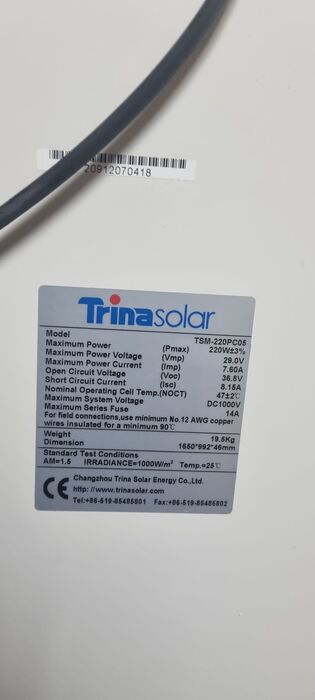 20912070418
Trinasolar
Model TSM-220PC05
Maximum Power (Pmax) 220W±3%
Maximum Power Voltage (Vmp) 29.0V
Maximum Power Current (Imp) 7.60A
Open Circuit Voltage (Voc) 36.8V
Short Circuit Current (Isc) 8.15A
Nominal Operating Cell Temp.(NOCT) 47±2℃
Maximum System Voltage DC1000V
Maximum Series Fuse 14A
For field connections,use minimum No.12 AWG copper
wires insulated for a minimum 90℃
Weight 19.5Kg
Dimension 1650*992*46mm
Standard Test Conditions
AM=1.5 IRRADIANCE=1000W/m² Temp.=25℃
CE
Changzhou Trina Solar Energy Co.,Ltd.
http: //www.trinasolar.com
Tel:+86-519-85485801 Fax:+86-519-85485802